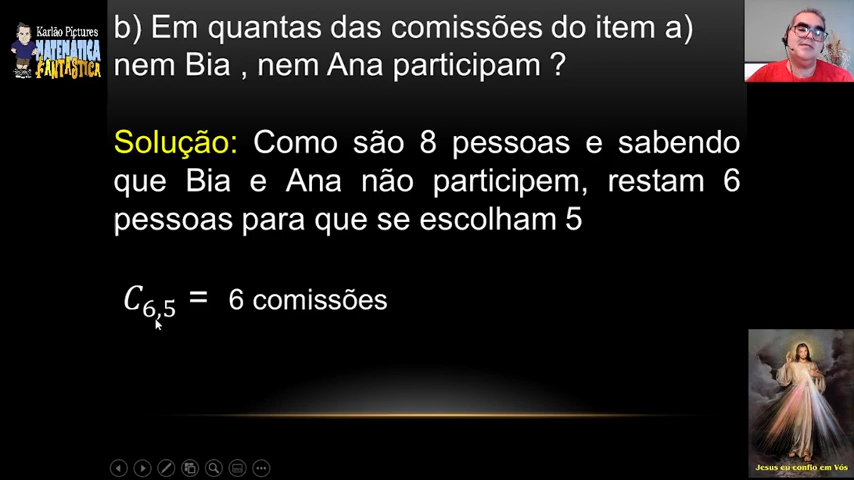 Karlão Pictures
MATEMÁTICA
FANTÁSTICA
b) Em quantas das comissões do item a)
nem Bia , nem Ana participam ?
Solução: Como são 8 pessoas e sabendo
que Bia e Ana não participem, restam 6
pessoas para que se escolham 5
C6,5 = 6 comissões
Jesus eu confio em Vós